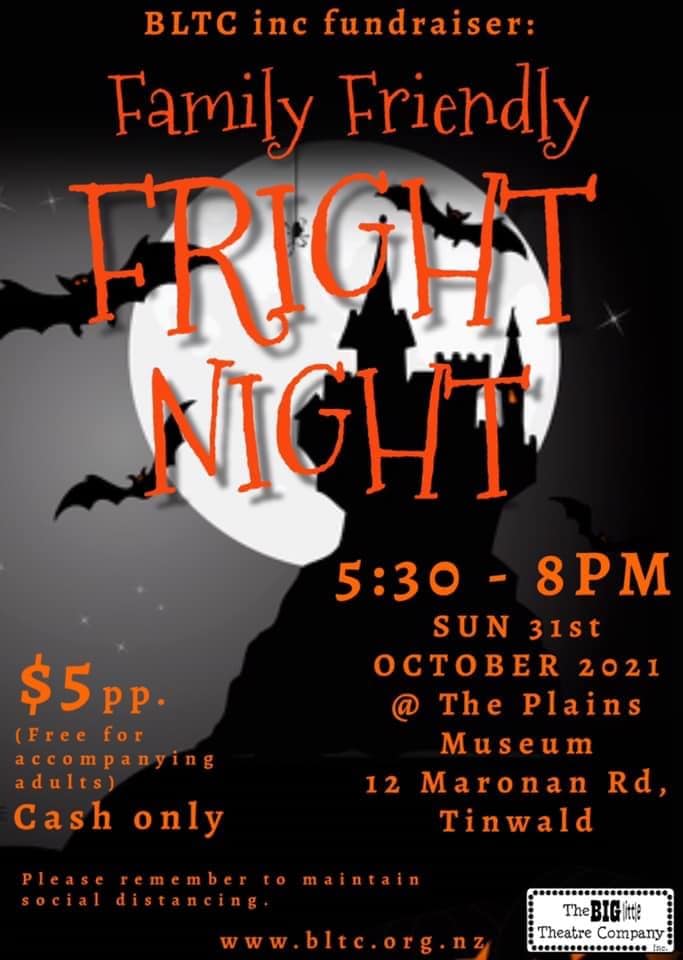 BLTC inc fundraiser:
Family Friendly
FRIGHT
NIGHT
5:30 - 8PM
SUN 31st
OCTOBER 2021
@ The Plains
Museum
12 Maronan Rd,
Tinwald
$5 pp.
(Free for
accompanying
adults)
Cash only
Please remember to maintain
social distancing.
www.bltc.org.nz
The BIG little
Theatre Company
Inc.